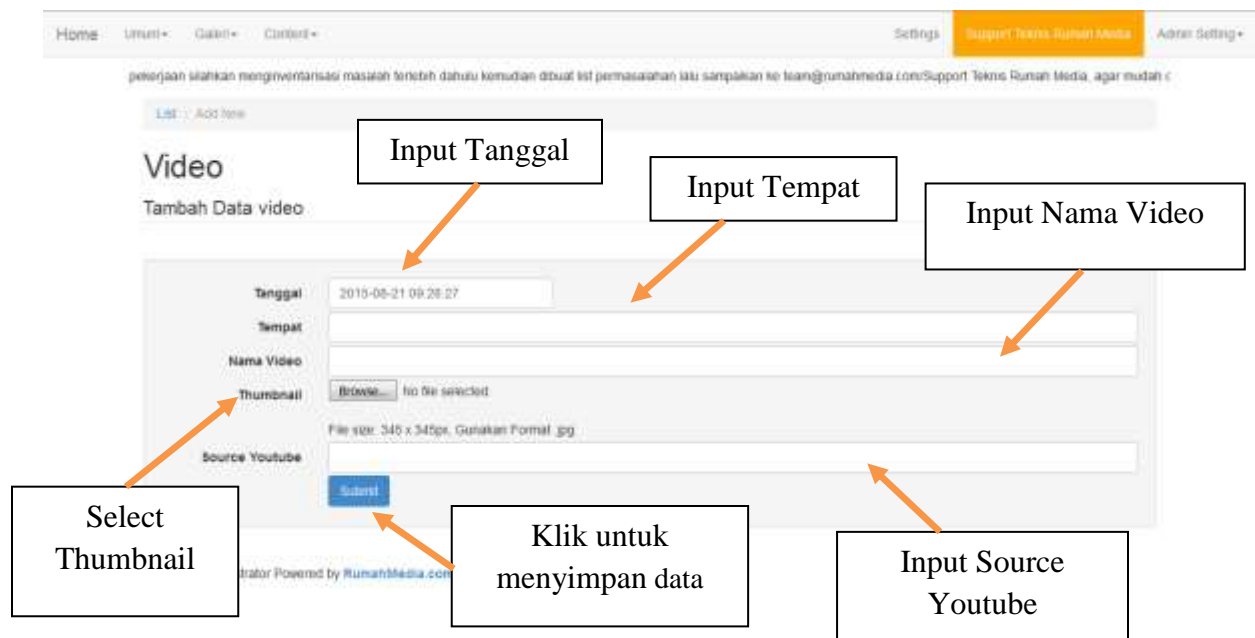 Home Umum Galeri Content Settings Support Teknis Rumah Media Admin Setting
pekerjaan silahkan menginventarisasi masalah terlebih dahulu kemudian dibuat list permasalahan lalu sampaikan ke team@rumahmedia.com/Support Teknis Rumah Media, agar mudah
List Add New
Input Tanggal
Video
Input Tempat
Tambah Data video
Input Nama Video
Tanggal 2015-08-21 09:28:27
Tempat
Nama Video
Thumbnail Browse... No file selected.
File size: 345 x 345px, Gunakan Format .jpg
Source Youtube
Submit
Select
Thumbnail
Klik untuk
menyimpan data
Input Source
Youtube
trator Powered by RumahMedia.com